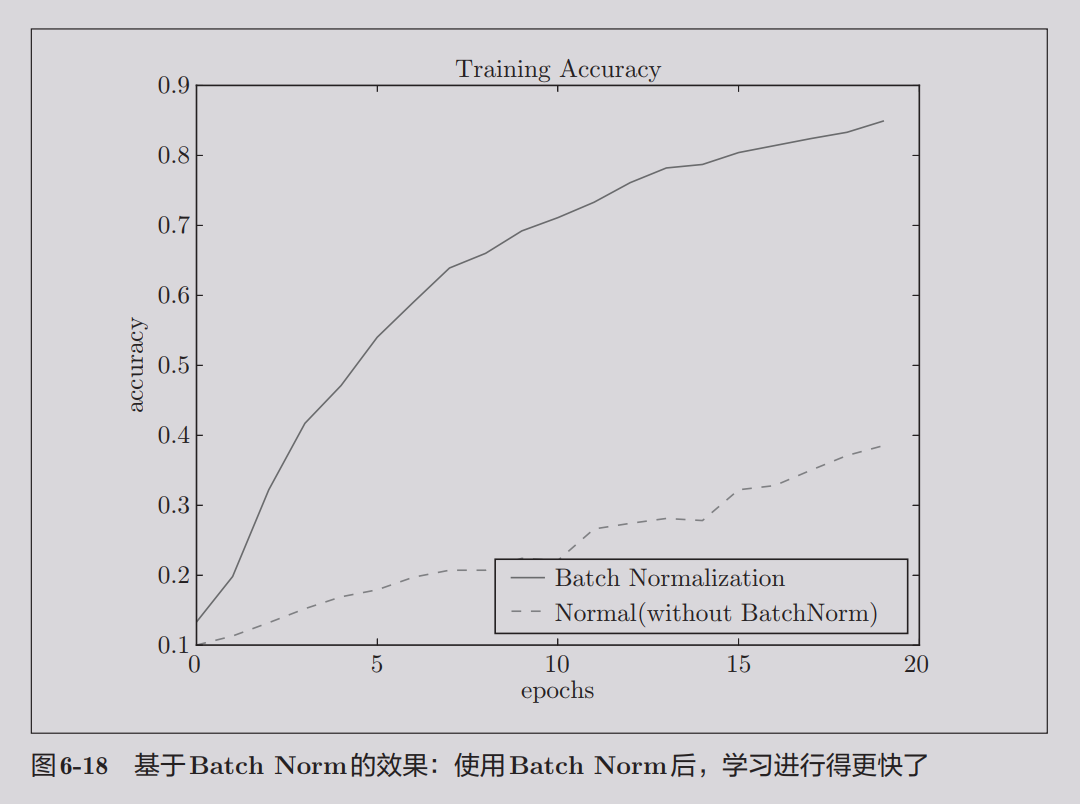 Training Accuracy
0.9
0.8
0.7
0.6
0.5
0.4
0.3
0.2
0.1
accuracy
Batch Normalization
Normal(without BatchNorm)
0 5 10 15 20
epochs
图6-18 基于Batch Norm的效果：使用Batch Norm后，学习进行得更快了